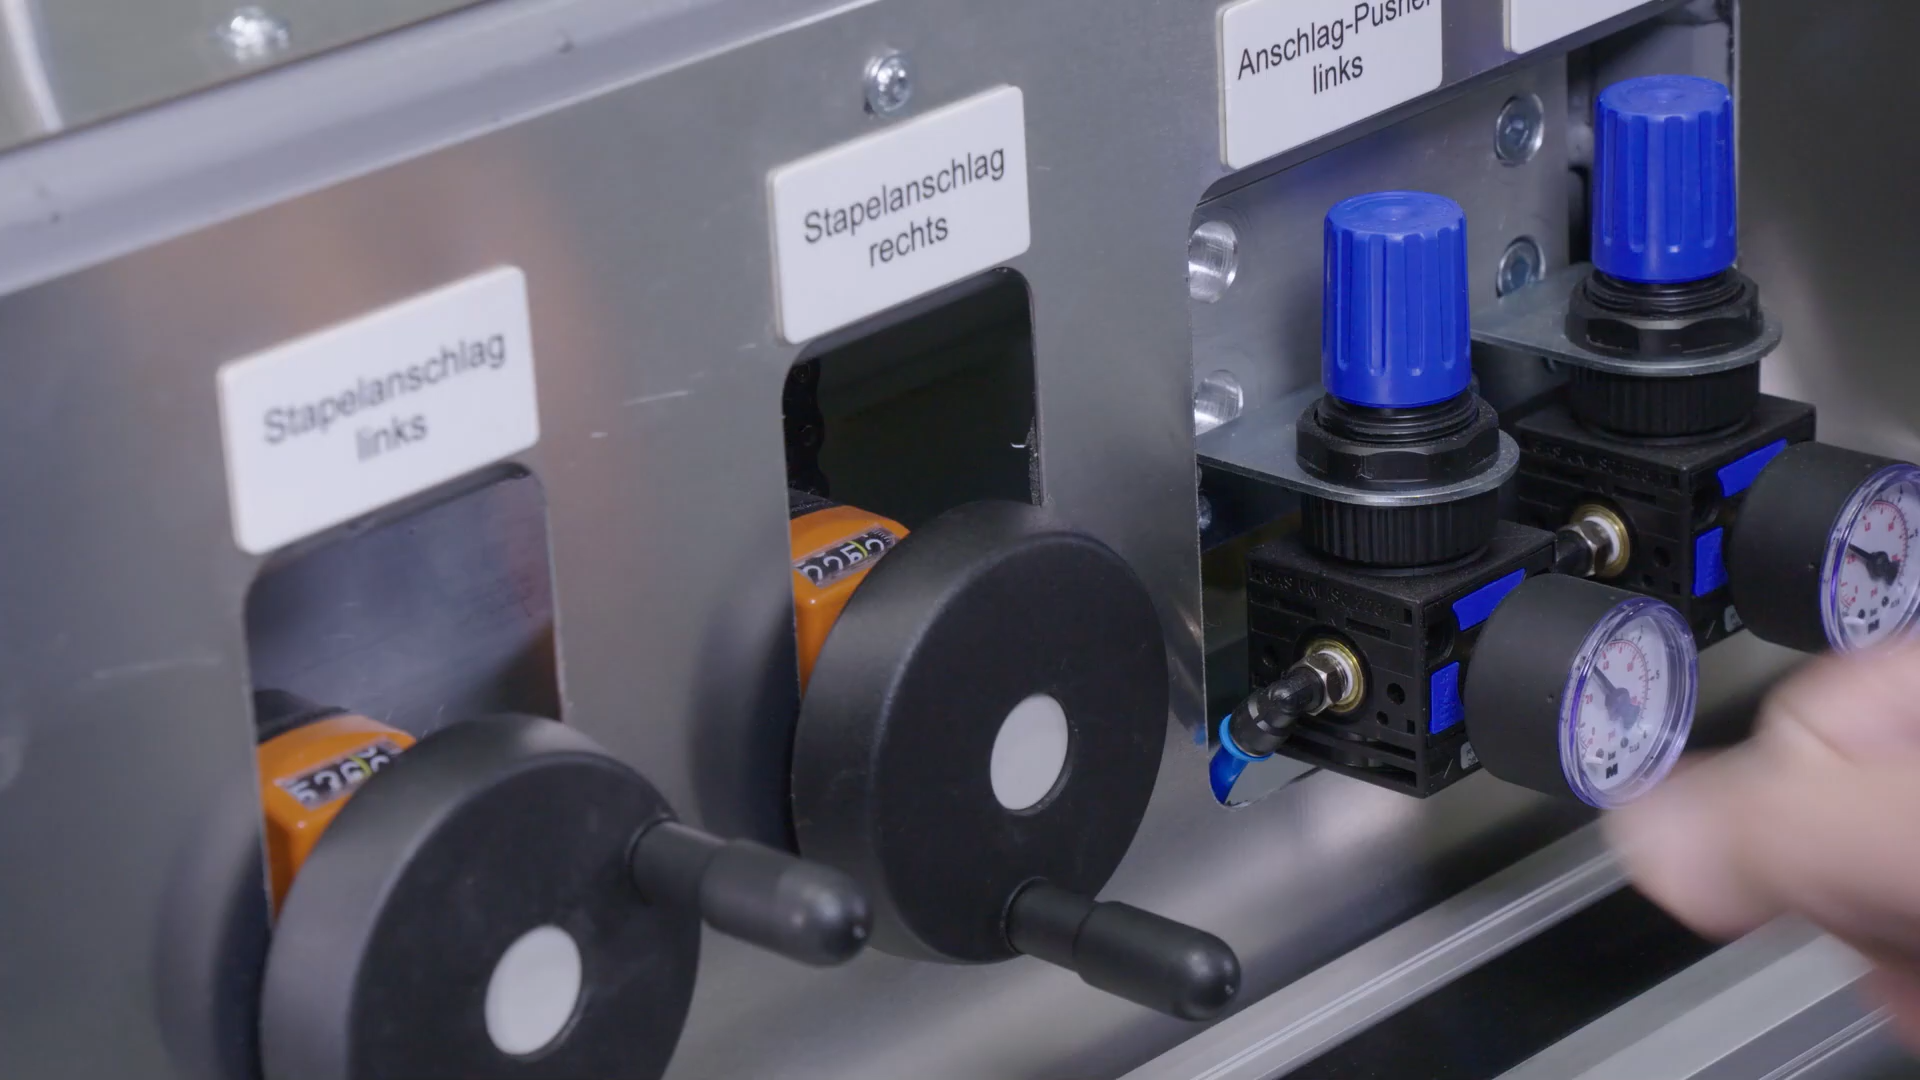 Stapelanschlag
links
Stapelanschlag
rechts
Anschlag-Pusher
links